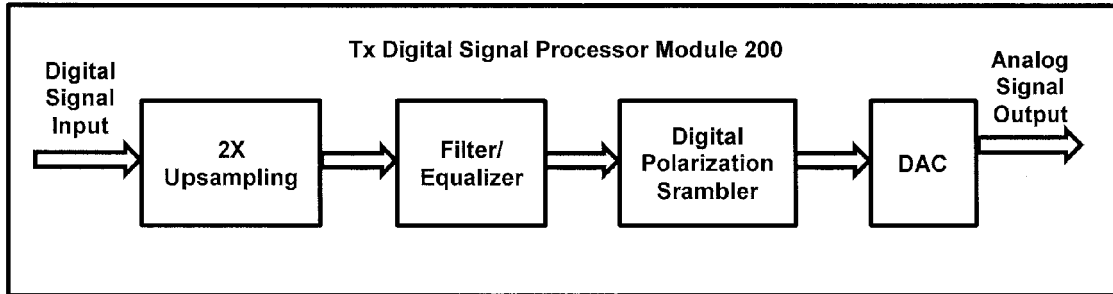 Tx Digital Signal Processor Module 200
Digital
Signal
Input
2X
Upsampling
Filter/
Equalizer
Digital
Polarization
Srambler
DAC
Analog
Signal
Output